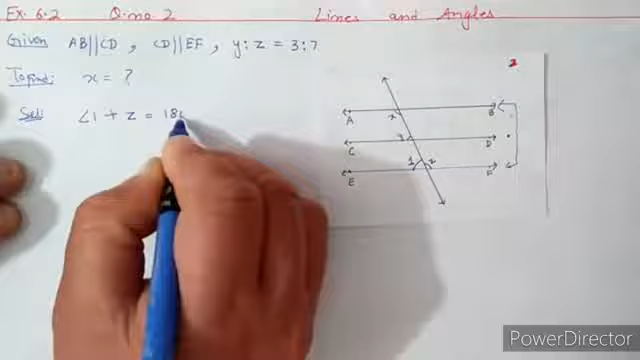 Ex. 6.2 Q.no. 2 Lines and Angles
Given AB||CD , CD||EF , y:z = 3:7
To find x = ?
Sol: ∠1 + z = 180
2
A x B
C y D
1 z
E F
PowerDirector